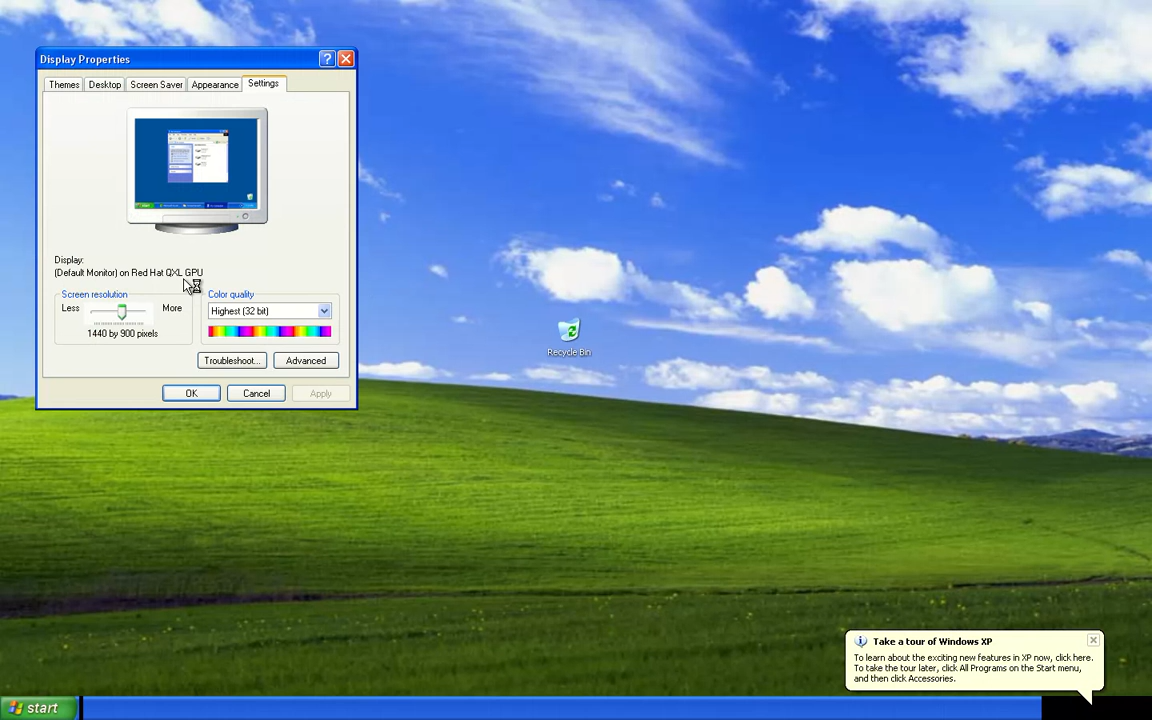 Display Properties
Themes
Desktop
Screen Saver
Appearance
Settings
Display:
(Default Monitor) on Red Hat QXL GPU
Screen resolution
Less
More
1440 by 900 pixels
Color quality
Highest (32 bit)
Troubleshoot...
Advanced
OK
Cancel
Apply
Recycle Bin
Take a tour of Windows XP
To learn about the exciting new features in XP now, click here.
To take the tour later, click All Programs on the Start menu,
and then click Accessories.
start